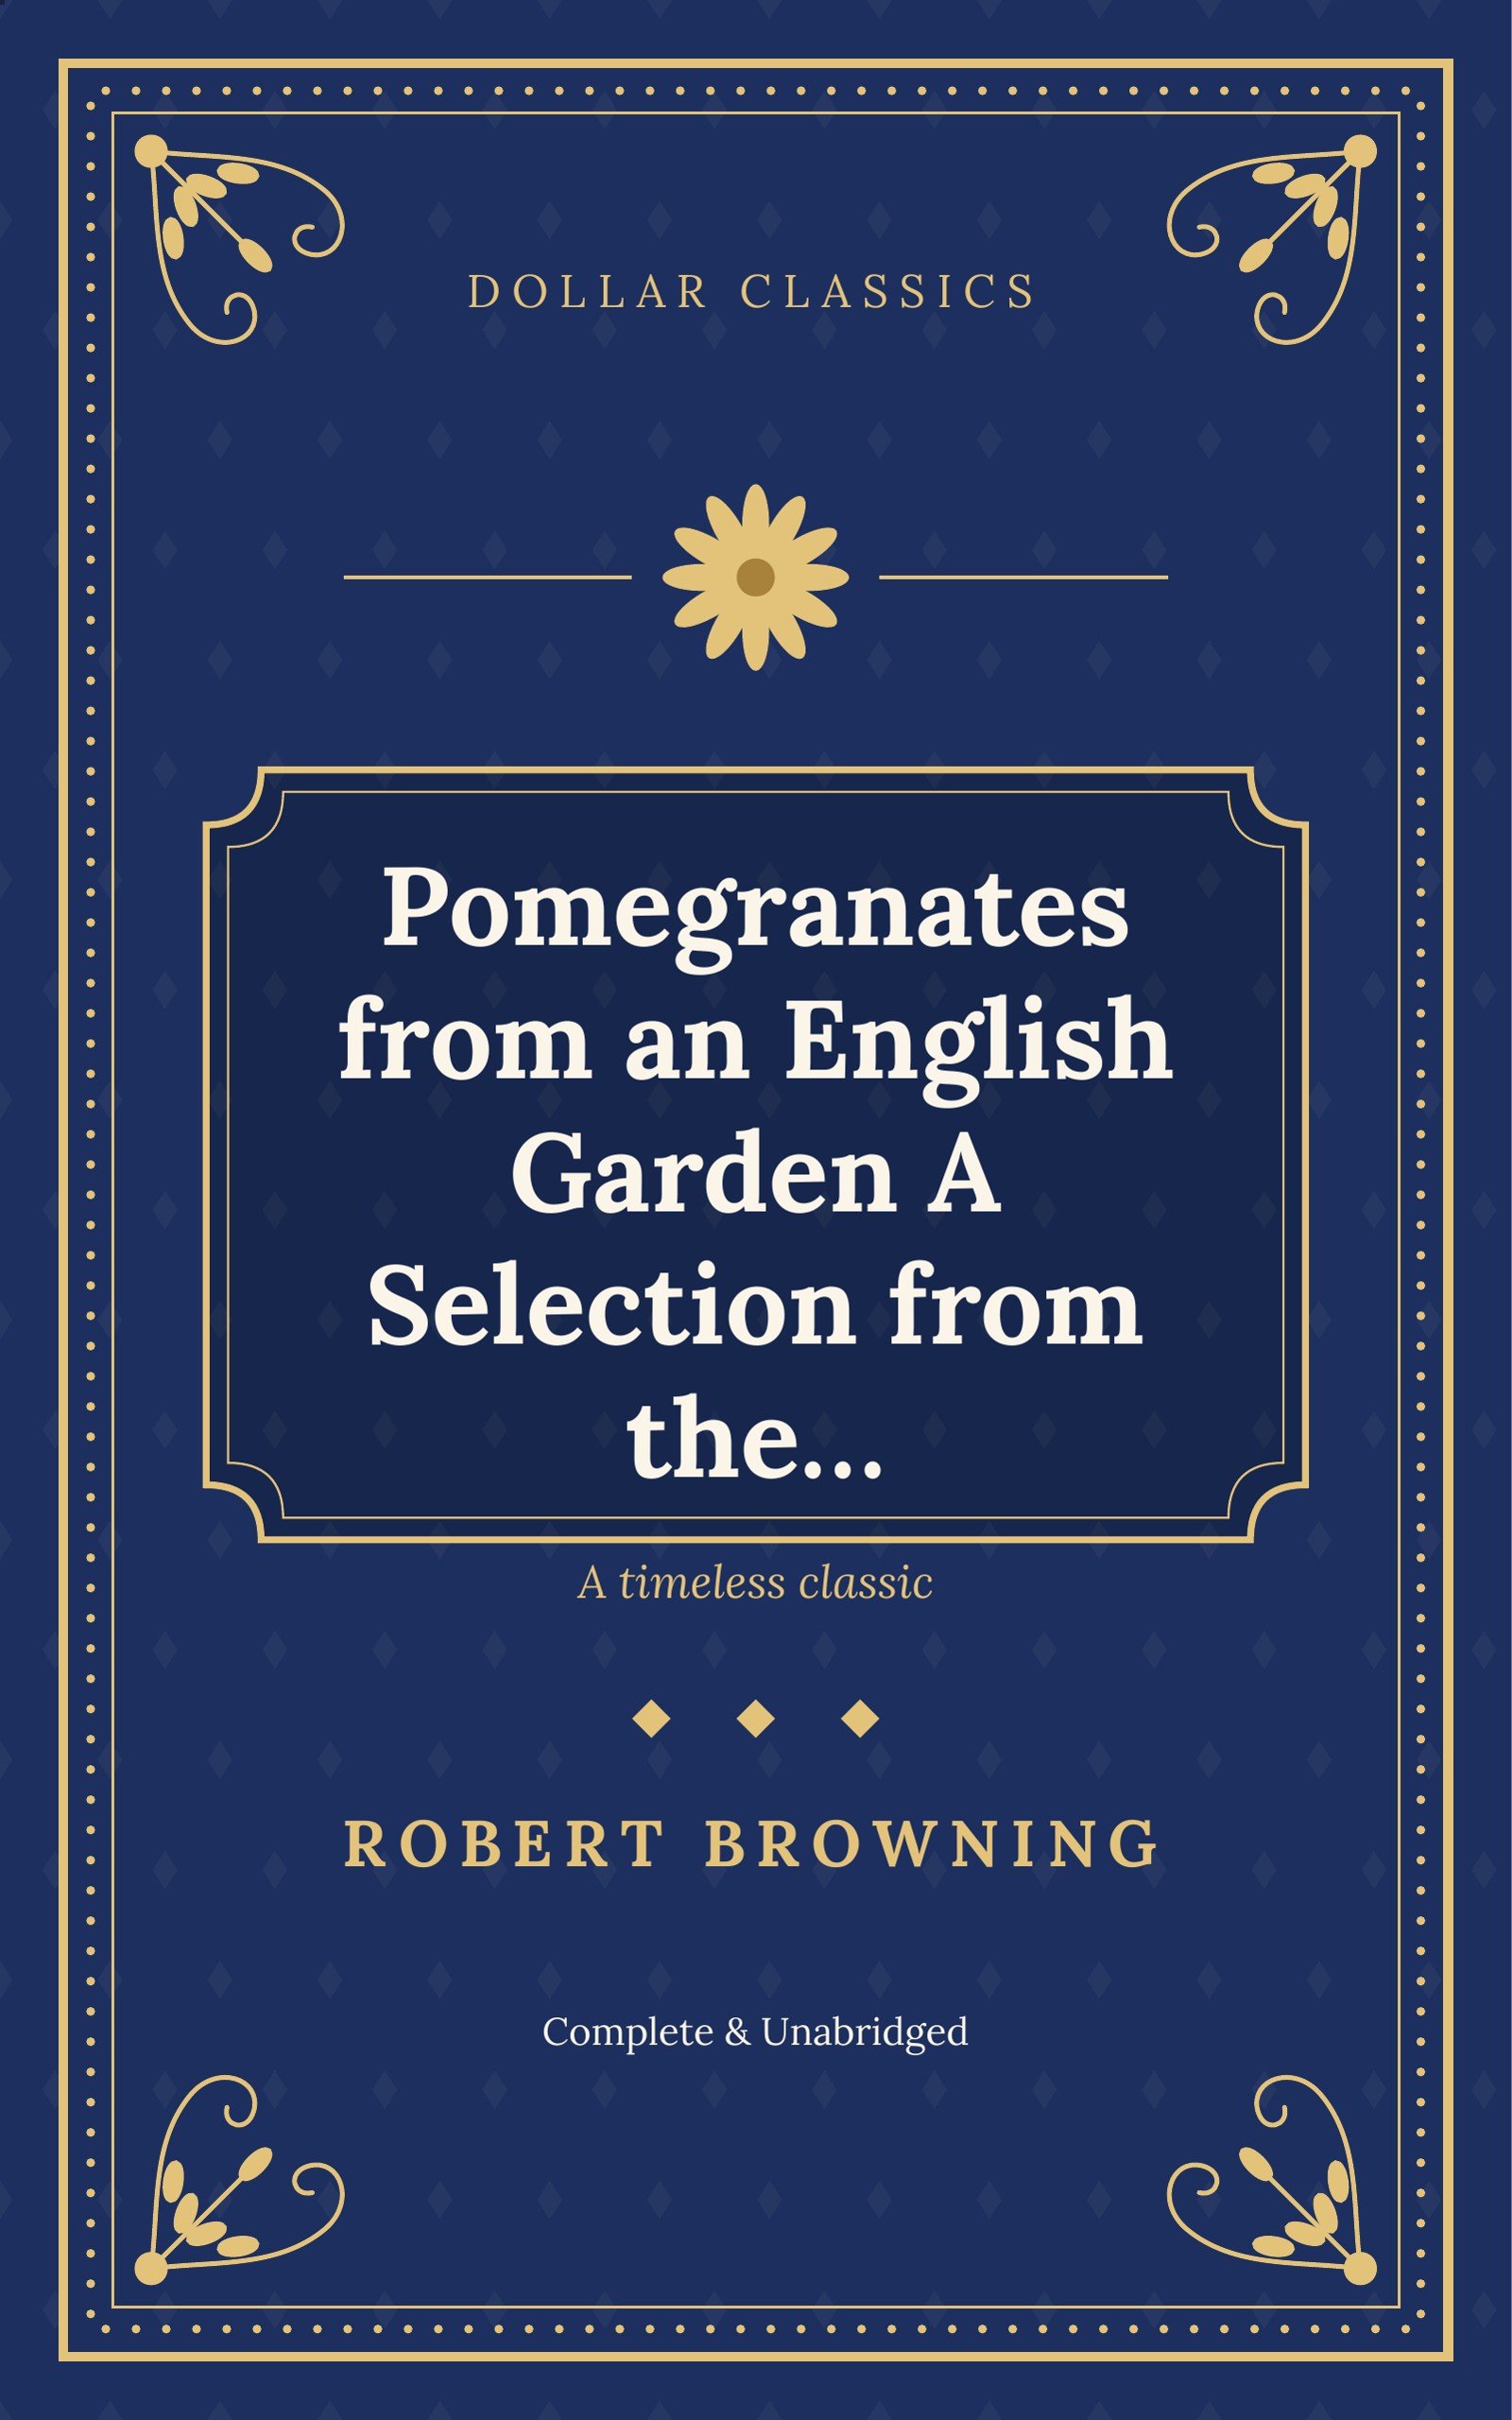 DOLLAR CLASSICS
Pomegranates
from an English
Garden A
Selection from
the...
A timeless classic
ROBERT BROWNING
Complete & Unabridged